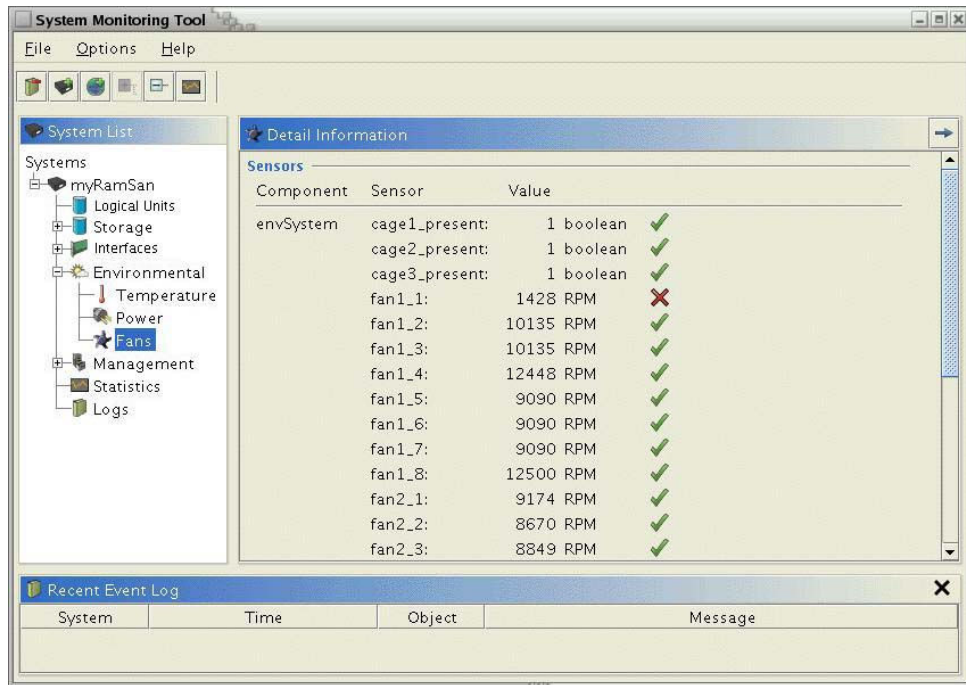 System Monitoring Tool
File Options Help
System List
Systems
myRamSan
Logical Units
Storage
Interfaces
Environmental
Temperature
Power
Fans
Management
Statistics
Logs
Detail Information
Sensors
Component Sensor Value
envSystem cage1_present: 1 boolean
cage2_present: 1 boolean
cage3_present: 1 boolean
fan1_1: 1428 RPM
fan1_2: 10135 RPM
fan1_3: 10135 RPM
fan1_4: 12448 RPM
fan1_5: 9090 RPM
fan1_6: 9090 RPM
fan1_7: 9090 RPM
fan1_8: 12500 RPM
fan2_1: 9174 RPM
fan2_2: 8670 RPM
fan2_3: 8849 RPM
Recent Event Log
System Time Object Message